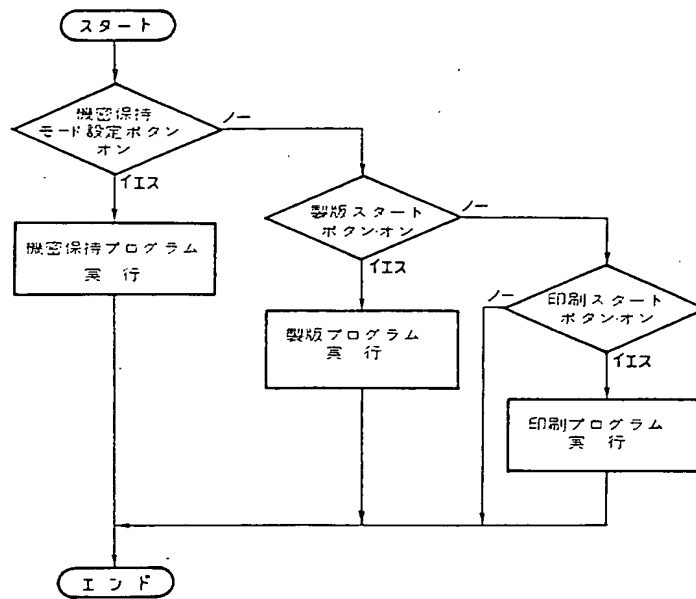 スタート
機密保持
モード設定ボタン
オン
ノー
イエス
機密保持プログラム
実行
製版スタート
ボタン・オン
ノー
イエス
製版プログラム
実行
印刷スタート
ボタン・オン
ノー
イエス
印刷プログラム
実行
エンド